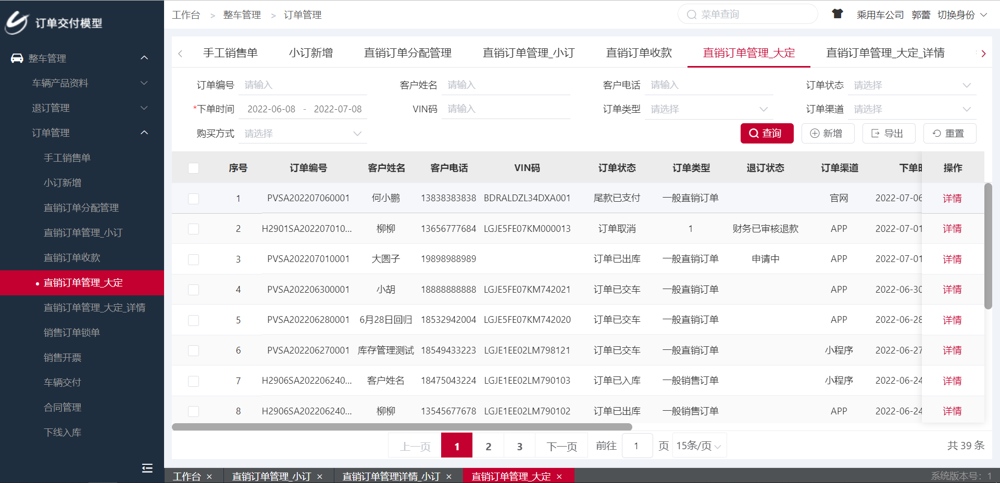 订单交付模型
整车管理
车辆产品资料
退订管理
订单管理
手工销售单
小订新增
直销订单分配管理
直销订单管理_小订
直销订单收款
直销订单管理_大定
直销订单管理_大定_详情
销售订单锁单
销售开票
车辆交付
合同管理
下线入库
工作台 > 整车管理 > 订单管理
菜单查询
乘用车公司 郭蕾 切换身份
手工销售单 小订新增 直销订单分配管理 直销订单管理_小订 直销订单收款 直销订单管理_大定 直销订单管理_大定_详情
订单编号 请输入 客户姓名 请输入 客户电话 请输入 订单状态 请选择
*下单时间 2022-06-08 - 2022-07-08 VIN码 请输入 订单类型 请选择 订单渠道 请选择
购买方式 请选择 查询 新增 导出 重置
序号 订单编号 客户姓名 客户电话 VIN码 订单状态 订单类型 退订状态 订单渠道 下单 操作
1 PVSA202207060001 何小鹏 13838383838 BDRALDZL34DXA001 尾款已支付 一般直销订单 官网 2022-07-06 详情
2 H2901SA202207010... 柳柳 13656777684 LGJE5FE07KM000013 订单取消 1 财务已审核退款 APP 2022-07-01 详情
3 PVSA202207010001 大圆子 19898988989 订单已出库 一般直销订单 申请中 APP 2022-07-01 详情
4 PVSA202206300001 小胡 18888888888 LGJE5FE07KM742021 订单已交车 一般直销订单 APP 2022-06-30 详情
5 PVSA202206280001 6月28日回归 18532942004 LGJE5FE07KM742020 订单已交车 一般直销订单 APP 2022-06-28 详情
6 PVSA202206270001 库存管理测试 18549433223 LGJE1EE02LM798121 订单已交车 一般直销订单 小程序 2022-06-27 详情
7 H2906SA202206240... 客户姓名 18475043224 LGJE1EE02LM790103 订单已入库 一般销售订单 小程序 2022-06-24 详情
8 H2906SA202206240... 柳柳 13545677678 LGJE1EE02LM790102 订单已出库 一般销售订单 APP 2022-06-24 详情
上一页 1 2 3 下一页 前往 1 页 15条/页 共 39 条
工作台 × 直销订单管理_小订 × 直销订单管理详情_小订 × 直销订单管理_大定 × 系统版本号：1